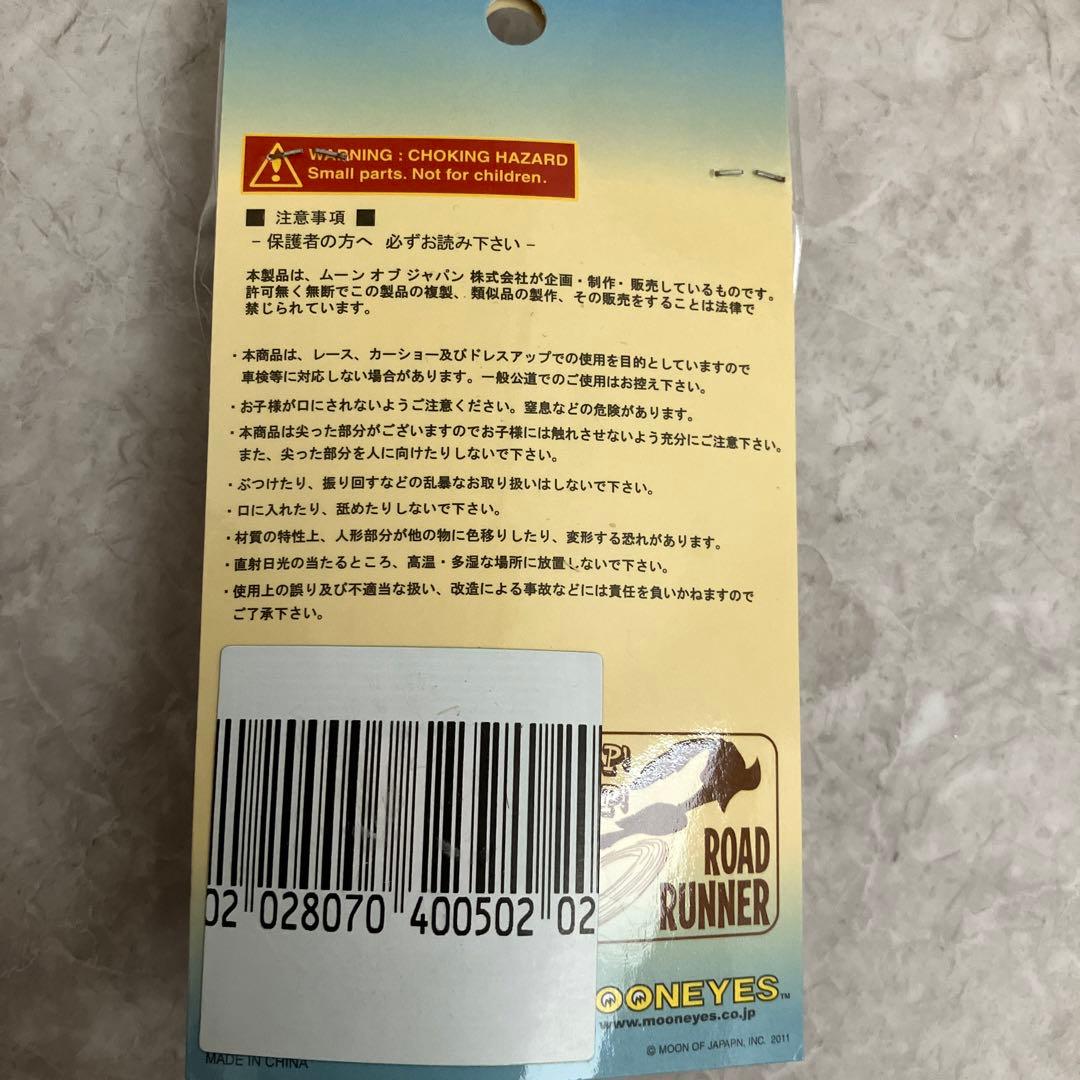 WARNING : CHOKING HAZARD
Small parts. Not for children.
■ 注意事項 ■
- 保護者の方へ 必ずお読み下さい -
本製品は、ムーン オブ ジャパン 株式会社が企画・制作・販売しているものです。
許可無く無断でこの製品の複製、類似品の製作、その販売をすることは法律で
禁じられています。
・本商品は、レース、カーショー及びドレスアップでの使用を目的としていますので
車検等に対応しない場合があります。一般公道でのご使用はお控え下さい。
・お子様が口にされないようご注意ください。窒息などの危険があります。
・本商品は尖った部分がございますのでお子様には触れさせないよう充分にご注意下さい。
また、尖った部分を人に向けたりしないで下さい。
・ぶつけたり、振り回すなどの乱暴なお取り扱いはしないで下さい。
・口に入れたり、舐めたりしないで下さい。
・材質の特性上、人形部分が他の物に色移りしたり、変形する恐れがあります。
・直射日光の当たるところ、高温・多湿な場所に放置しないで下さい。
・使用上の誤り及び不適当な扱い、改造による事故などには責任を負いかねますので
ご了承下さい。
02 028070 400502 02
ROAD
RUNNER
OONEYES™
www.mooneyes.co.jp
© MOON OF JAPAPN, INC. 2011
MADE IN CHINA